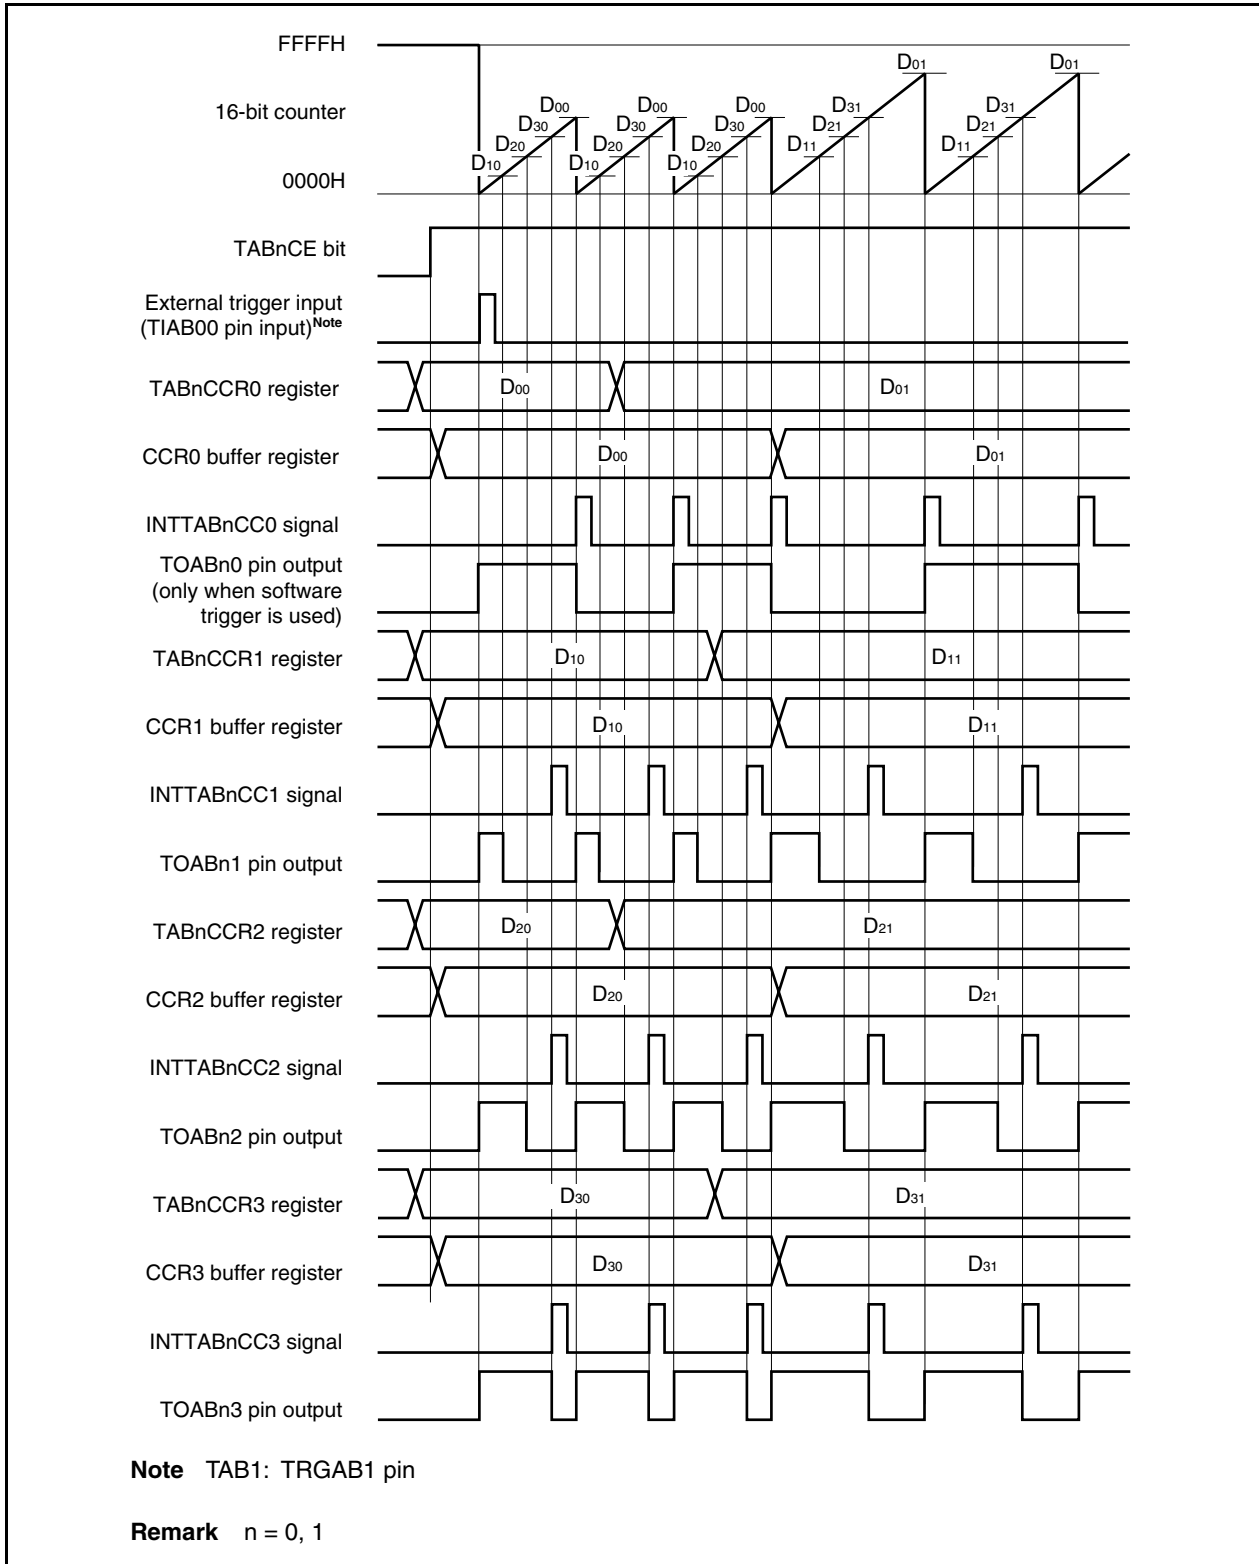 FFFFH
D01 D01
16-bit counter
D00 D00 D00 D31 D31
D30 D30 D30 D21 D21
D20 D20 D20 D11 D11
D10 D10 D10
0000H
TABnCE bit
External trigger input
(TIAB00 pin input)Note
TABnCCR0 register D00 D01
CCR0 buffer register D00 D01
INTTABnCC0 signal
TOABn0 pin output
(only when software
trigger is used)
TABnCCR1 register D10 D11
CCR1 buffer register D10 D11
INTTABnCC1 signal
TOABn1 pin output
TABnCCR2 register D20 D21
CCR2 buffer register D20 D21
INTTABnCC2 signal
TOABn2 pin output
TABnCCR3 register D30 D31
CCR3 buffer register D30 D31
INTTABnCC3 signal
TOABn3 pin output
Note TAB1: TRGAB1 pin
Remark n = 0, 1